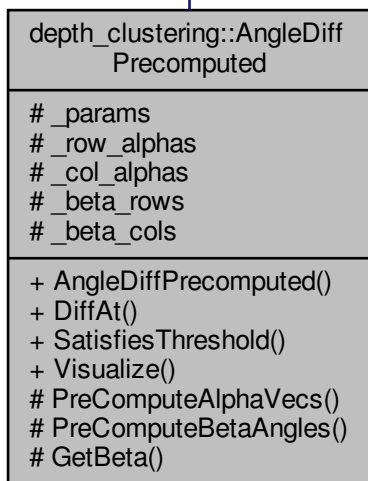 depth_clustering::AngleDiff
Precomputed
# _params
# _row_alphas
# _col_alphas
# _beta_rows
# _beta_cols
+ AngleDiffPrecomputed()
+ DiffAt()
+ SatisfiesThreshold()
+ Visualize()
# PreComputeAlphaVecs()
# PreComputeBetaAngles()
# GetBeta()